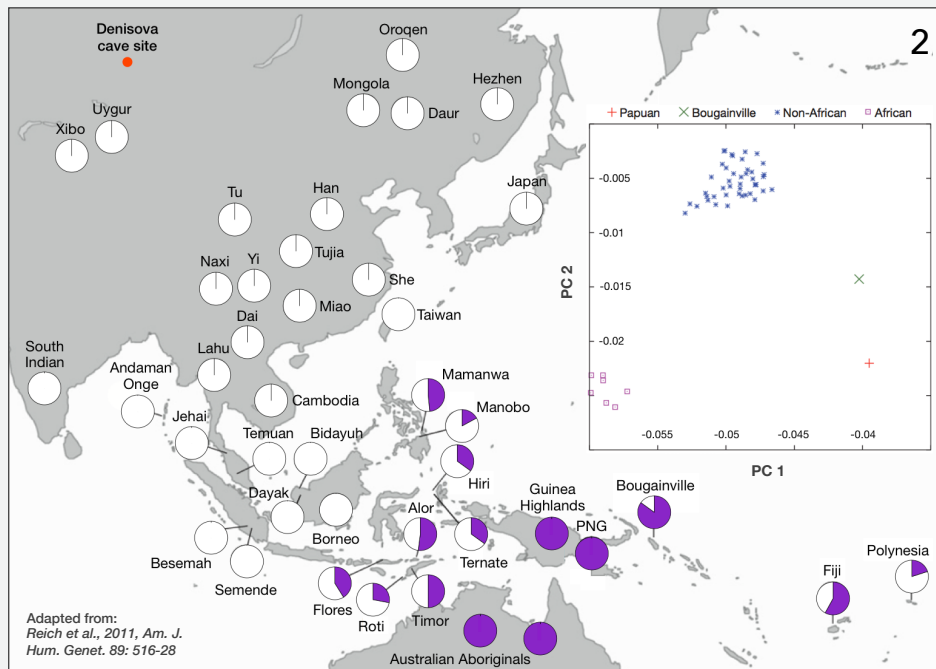 Denisova
cave site
2
Oroqen
Mongola
Daur
Hezhen
Uygur
Xibo
Papuan
Bougainville
Non-African
African
Tu
Han
Japan
Tujia
Naxi
Yi
She
Miao
Taiwan
Dai
Lahu
South
Indian
Andaman
Onge
Cambodia
Mamanwa
Manobo
Jehai
Temuan
Bidayuh
Hiri
Dayak
Borneo
Alor
Ternate
Guinea
Highlands
PNG
Bougainville
Besemah
Semende
Flores
Roti
Timor
Fiji
Polynesia
Australian Aboriginals
-0.005
-0.01
-0.015
-0.02
PC 2
-0.055
-0.05
-0.045
-0.04
PC 1
Adapted from:
Reich et al., 2011, Am. J.
Hum. Genet. 89: 516-28